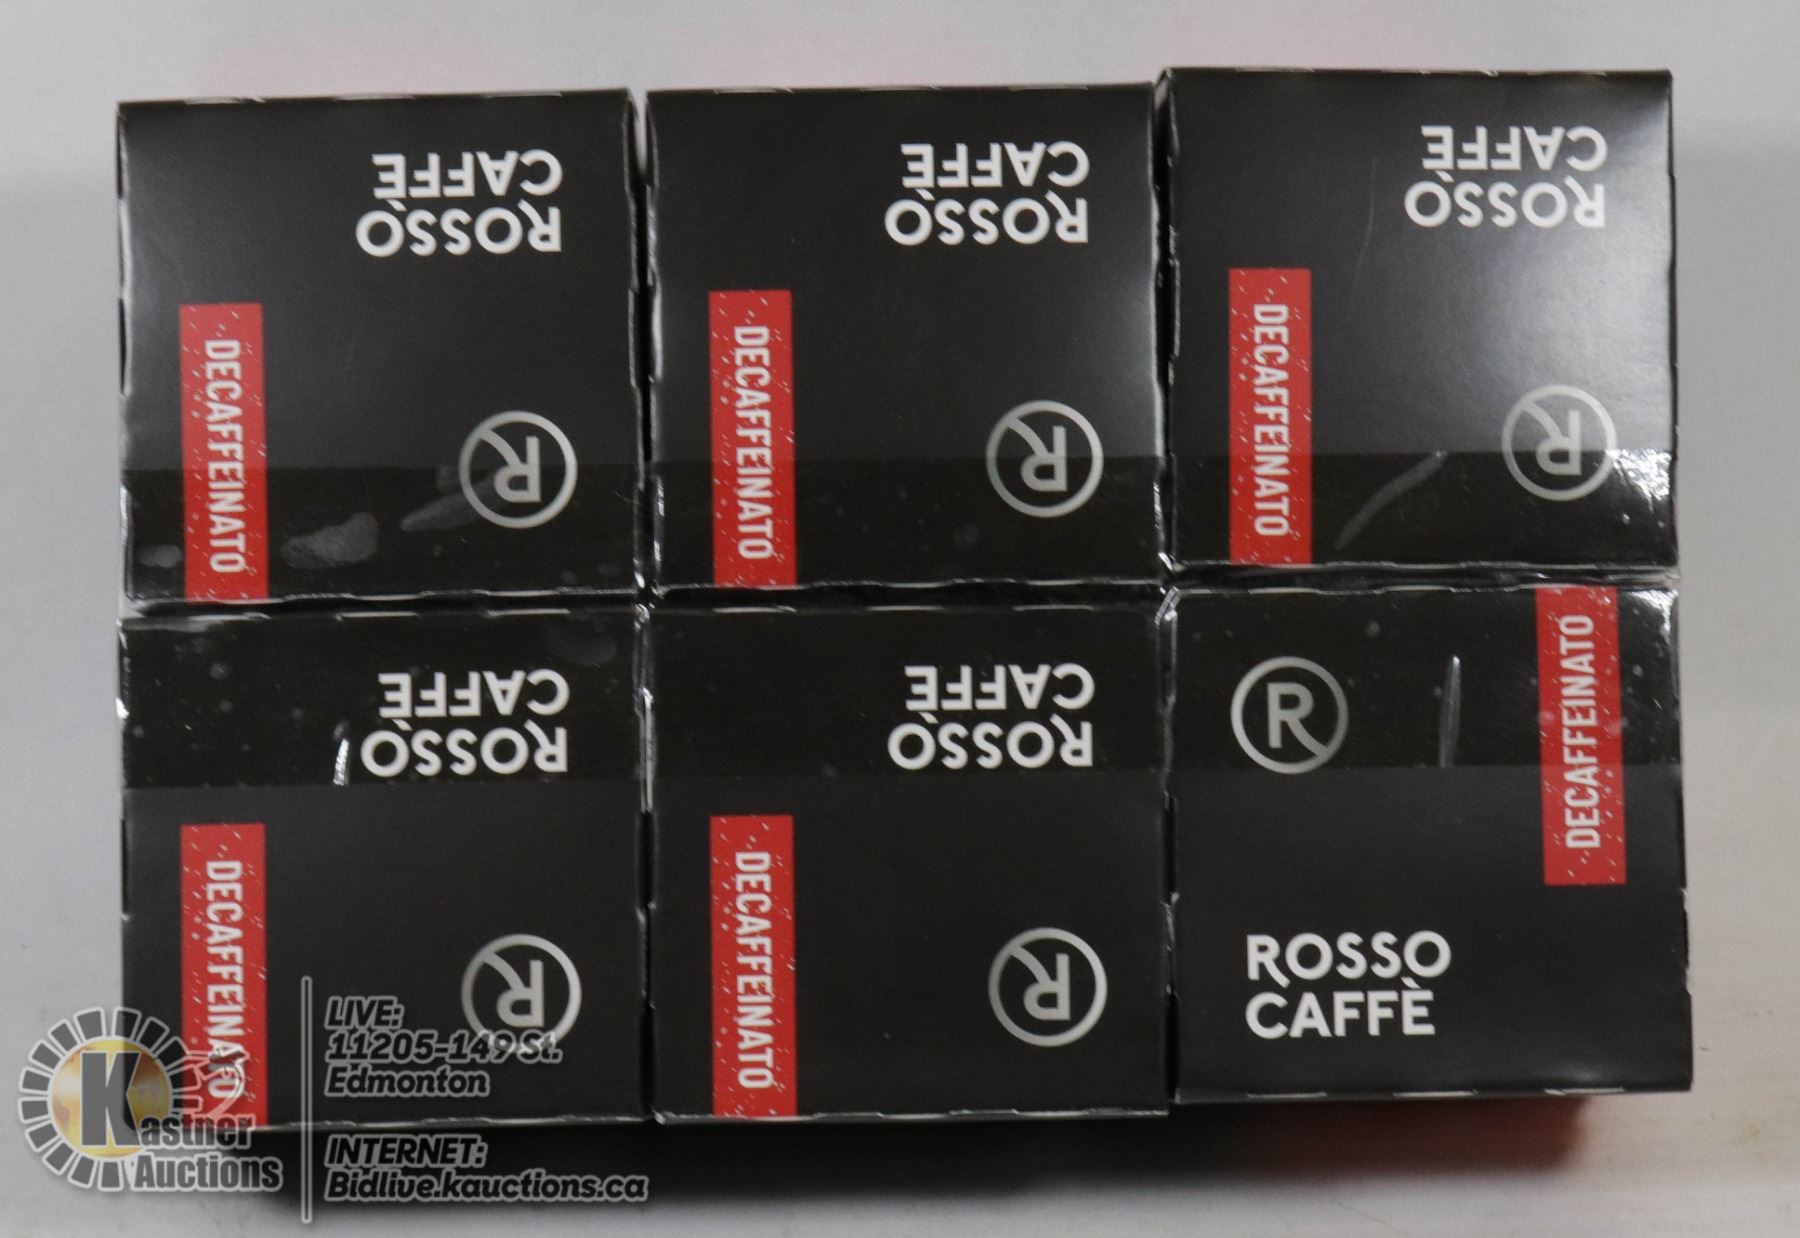 ROSSO
CAFFÈ
DECAFFEINATO
R
ROSSO
CAFFÈ
DECAFFEINATO
R
ROSSO
CAFFÈ
DECAFFEINATO
R
ROSSO
CAFFÈ
DECAFFEINATO
R
ROSSO
CAFFÈ
DECAFFEINATO
R
R
DECAFFEINATO
ROSSO
CAFFÈ
Kastner
Auctions
LIVE:
11205-149 St.
Edmonton
INTERNET:
Bidlive.kauctions.ca